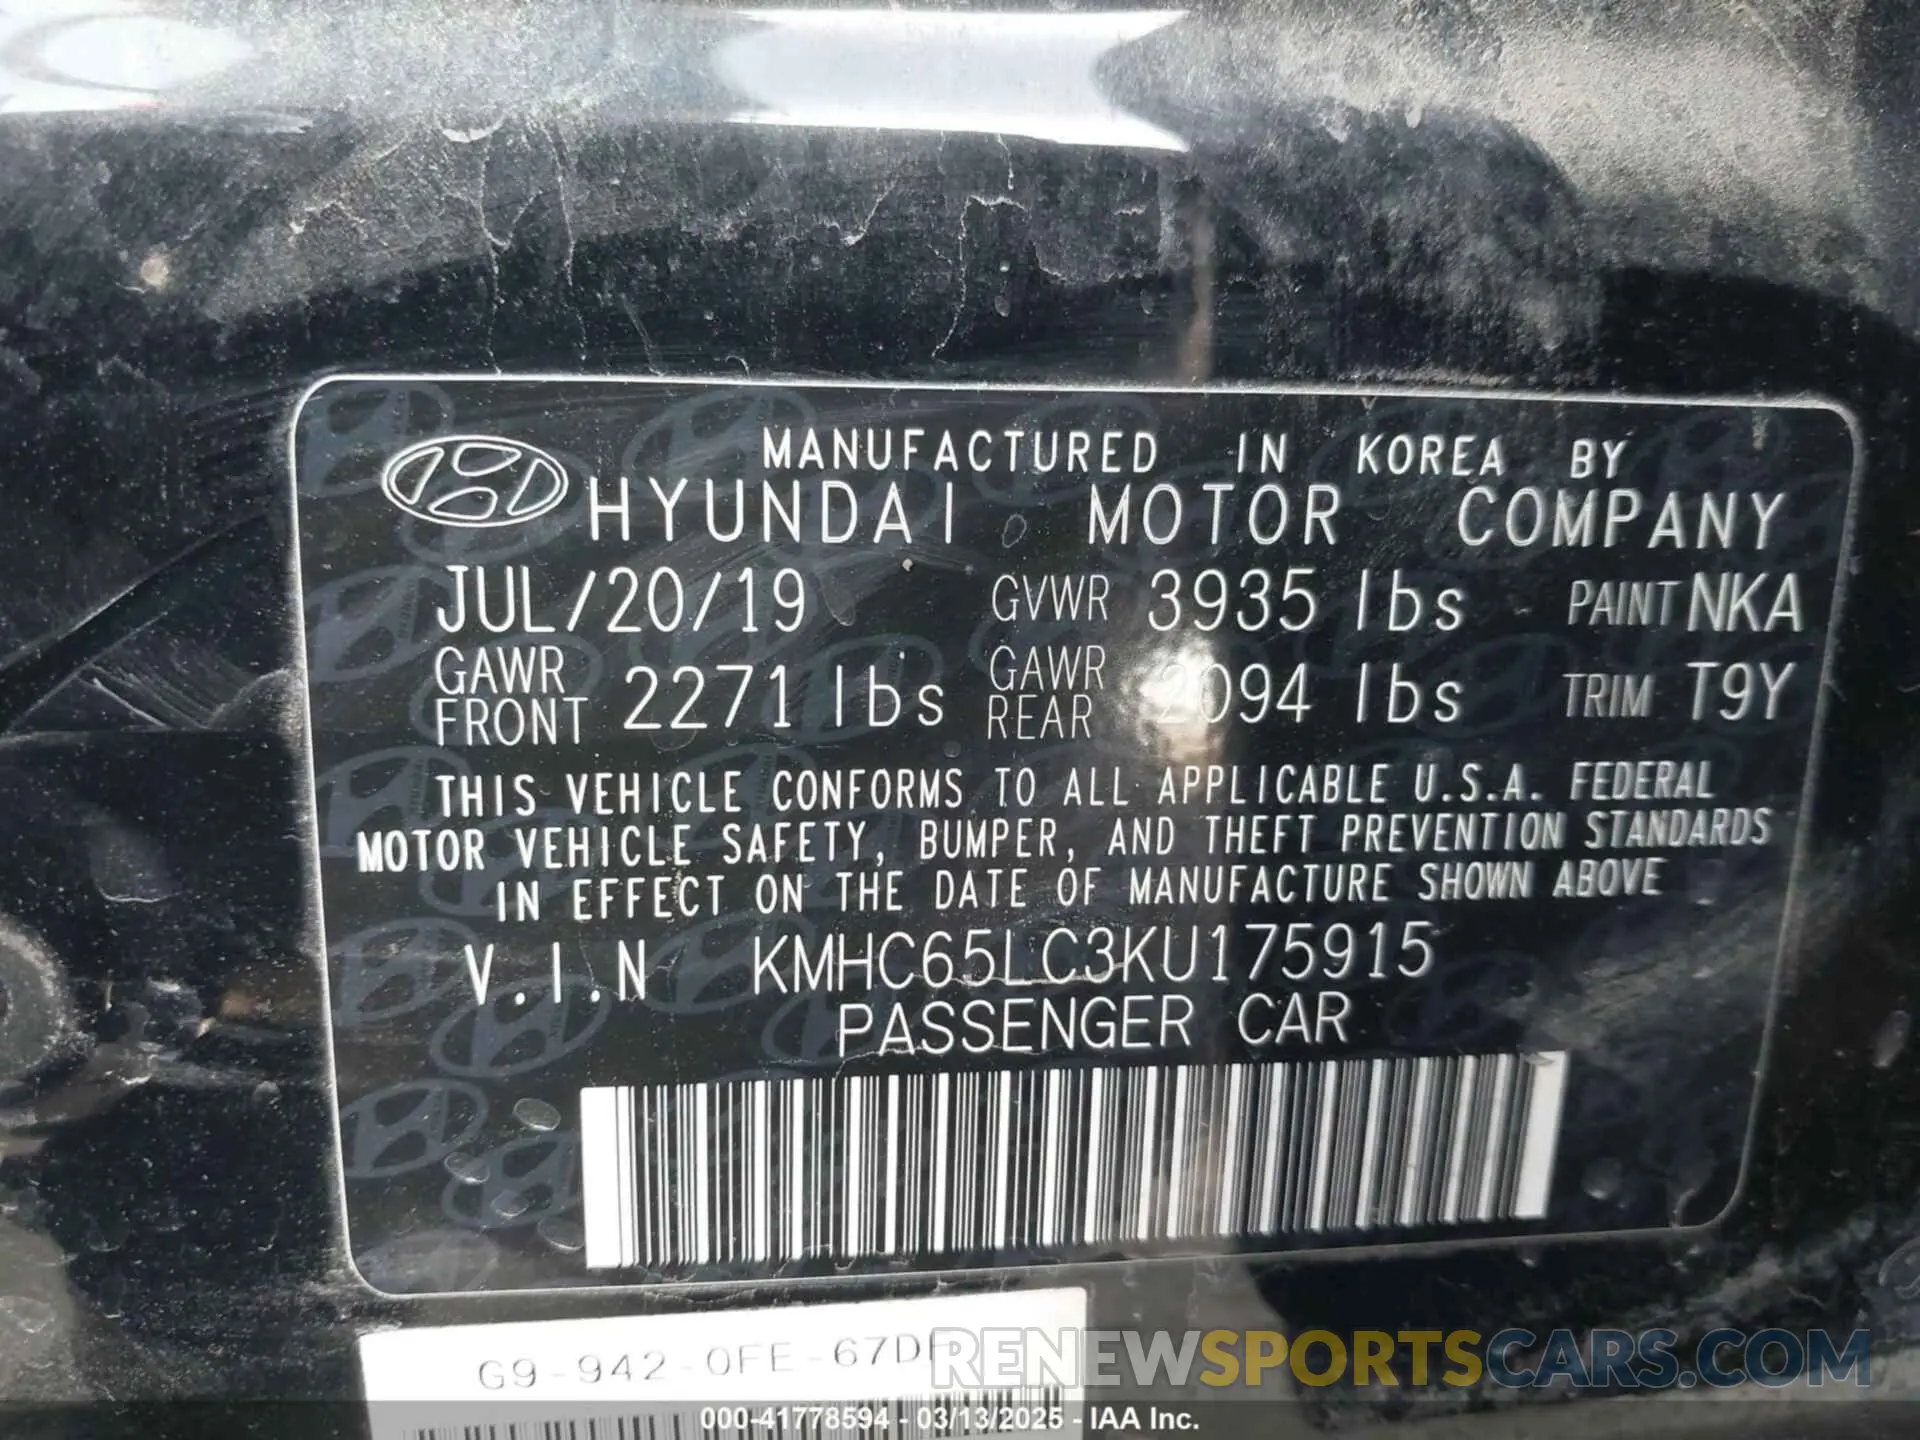 MANUFACTURED IN KOREA BY
HYUNDAI MOTOR COMPANY
JUL/20/19 GVWR 3935 lbs PAINT NKA
GAWR FRONT 2271 lbs GAWR REAR 2094 lbs TRIM T9Y
THIS VEHICLE CONFORMS TO ALL APPLICABLE U.S.A. FEDERAL
MOTOR VEHICLE SAFETY, BUMPER, AND THEFT PREVENTION STANDARDS
IN EFFECT ON THE DATE OF MANUFACTURE SHOWN ABOVE
V.I.N KMHC65LC3KU175915
PASSENGER CAR
G9-942-0FE-67D
RENEWSPORTSCARS.COM
000-41778594 - 03/13/2025 - IAA Inc.